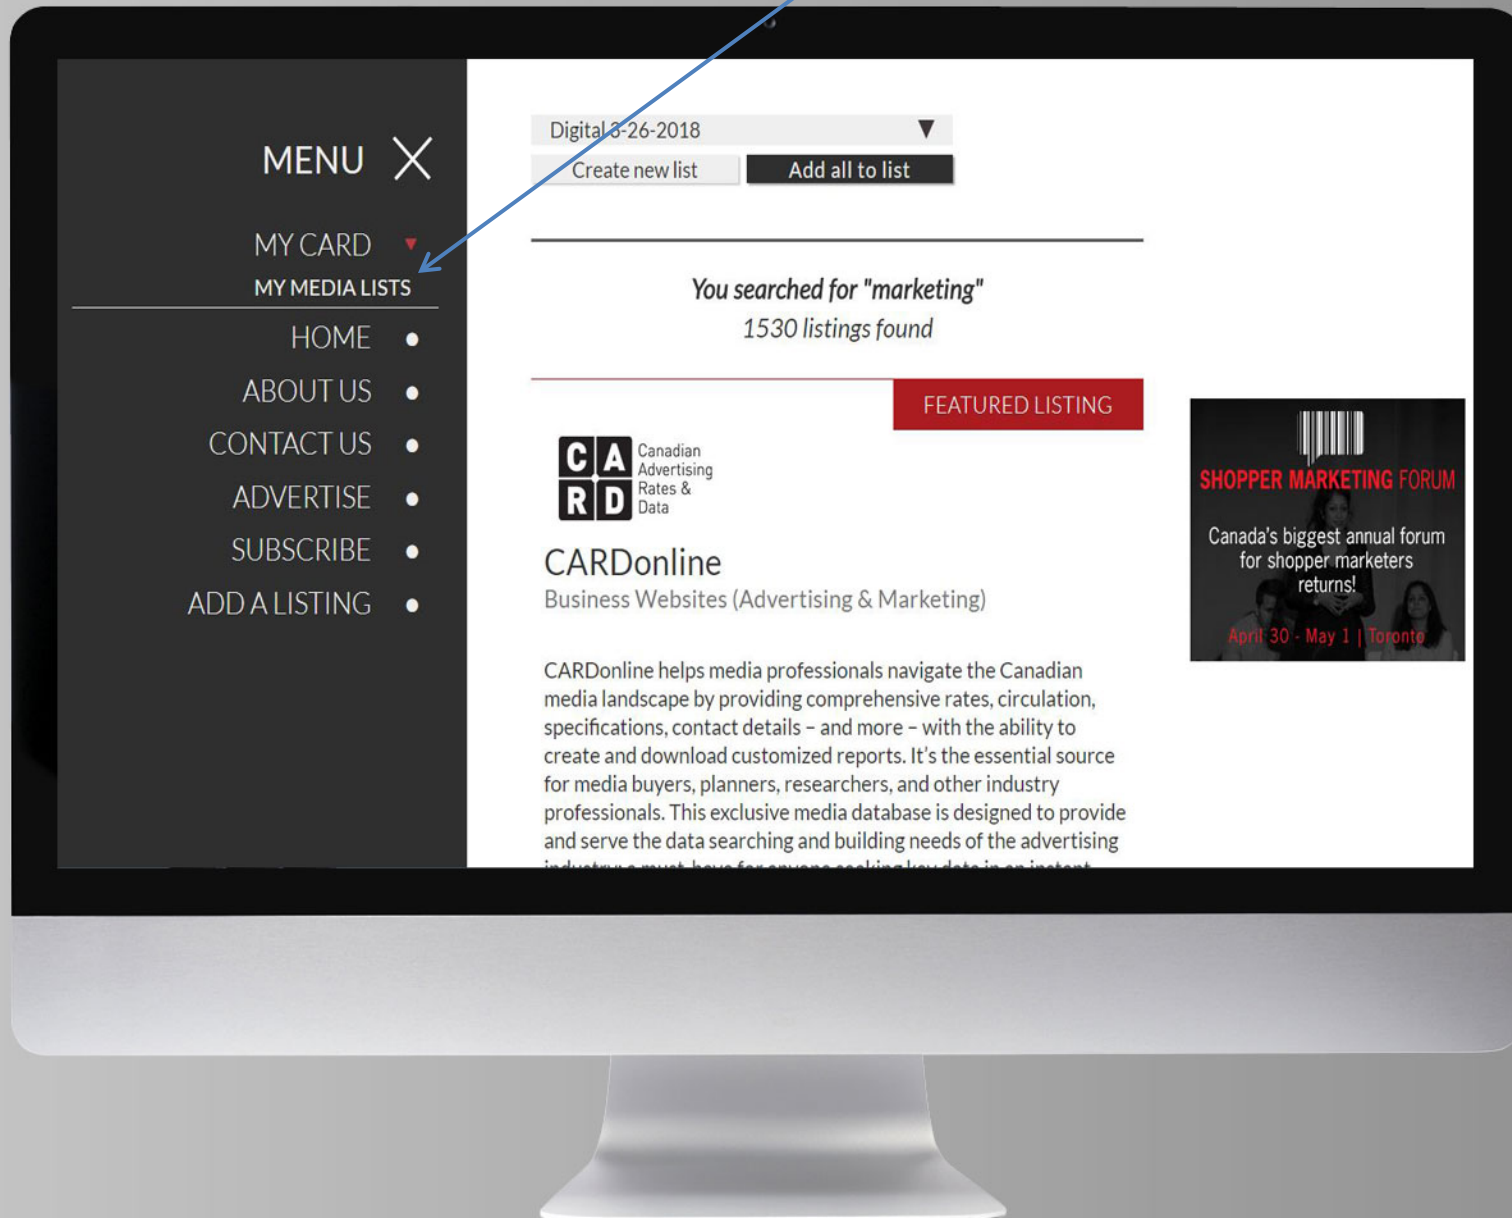 MENU
MY CARD
MY MEDIA LISTS
HOME
ABOUT US
CONTACT US
ADVERTISE
SUBSCRIBE
ADD A LISTING
Digital 3-26-2018
Create new list
Add all to list
You searched for "marketing"
1530 listings found
FEATURED LISTING
CARD
Canadian
Advertising
Rates &
Data
CARDonline
Business Websites (Advertising & Marketing)
CARDonline helps media professionals navigate the Canadian
media landscape by providing comprehensive rates, circulation,
specifications, contact details – and more – with the ability to
create and download customized reports. It's the essential source
for media buyers, planners, researchers, and other industry
professionals. This exclusive media database is designed to provide
and serve the data searching and building needs of the advertising
SHOPPER MARKETING FORUM
Canada's biggest annual forum
for shopper marketers
returns!
April 30 - May 1 | Toronto